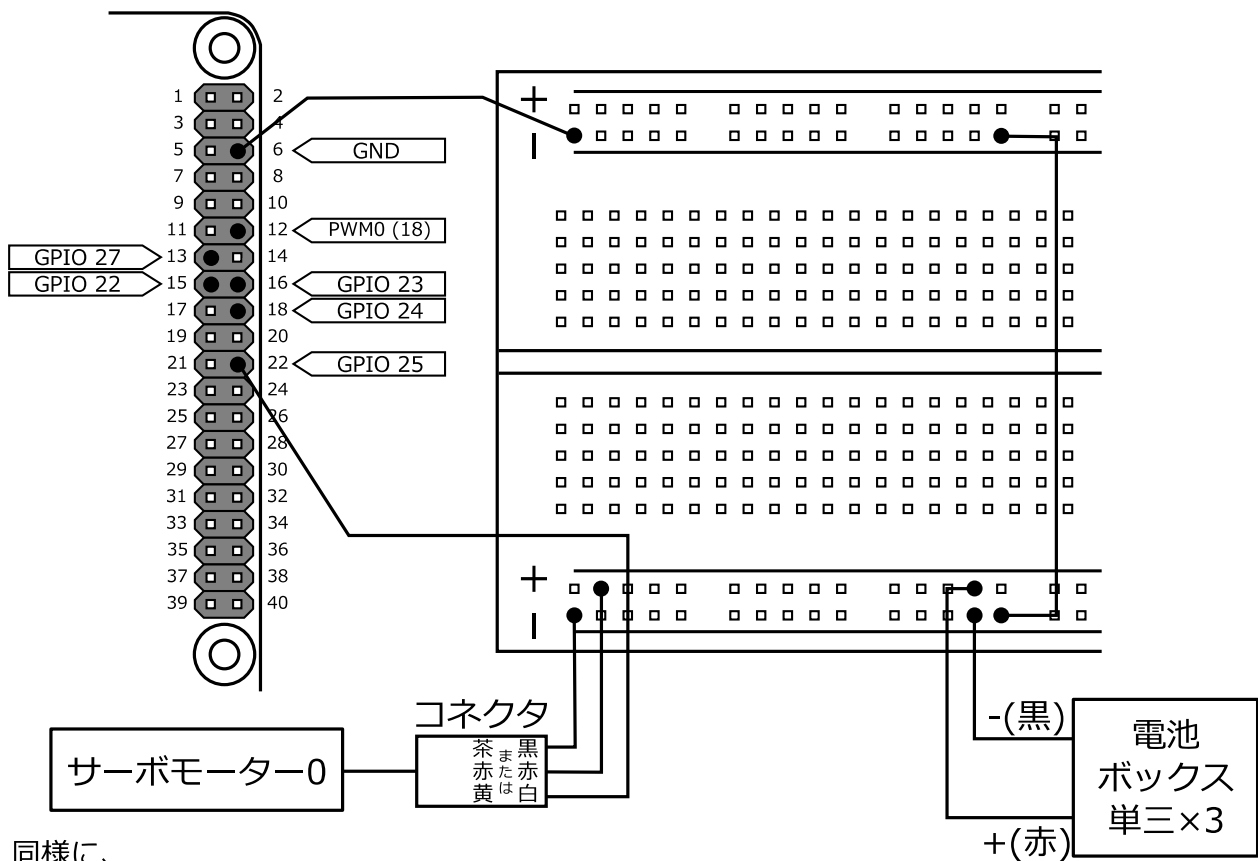 1 2
3 4
5 6 GND
7 8
9 10
11 12 PWM0 (18)
GPIO 27 13 14
GPIO 22 15 16 GPIO 23
17 18 GPIO 24
19 20
21 22 GPIO 25
23 24
25 26
27 28
29 30
31 32
33 34
35 36
37 38
39 40
+
-
+
-
コネクタ
サーボモーター0
茶 ま 黒
赤 た 赤
黄 は 白
-(黒)
+(赤)
電池
ボックス
単三×3
同様に、